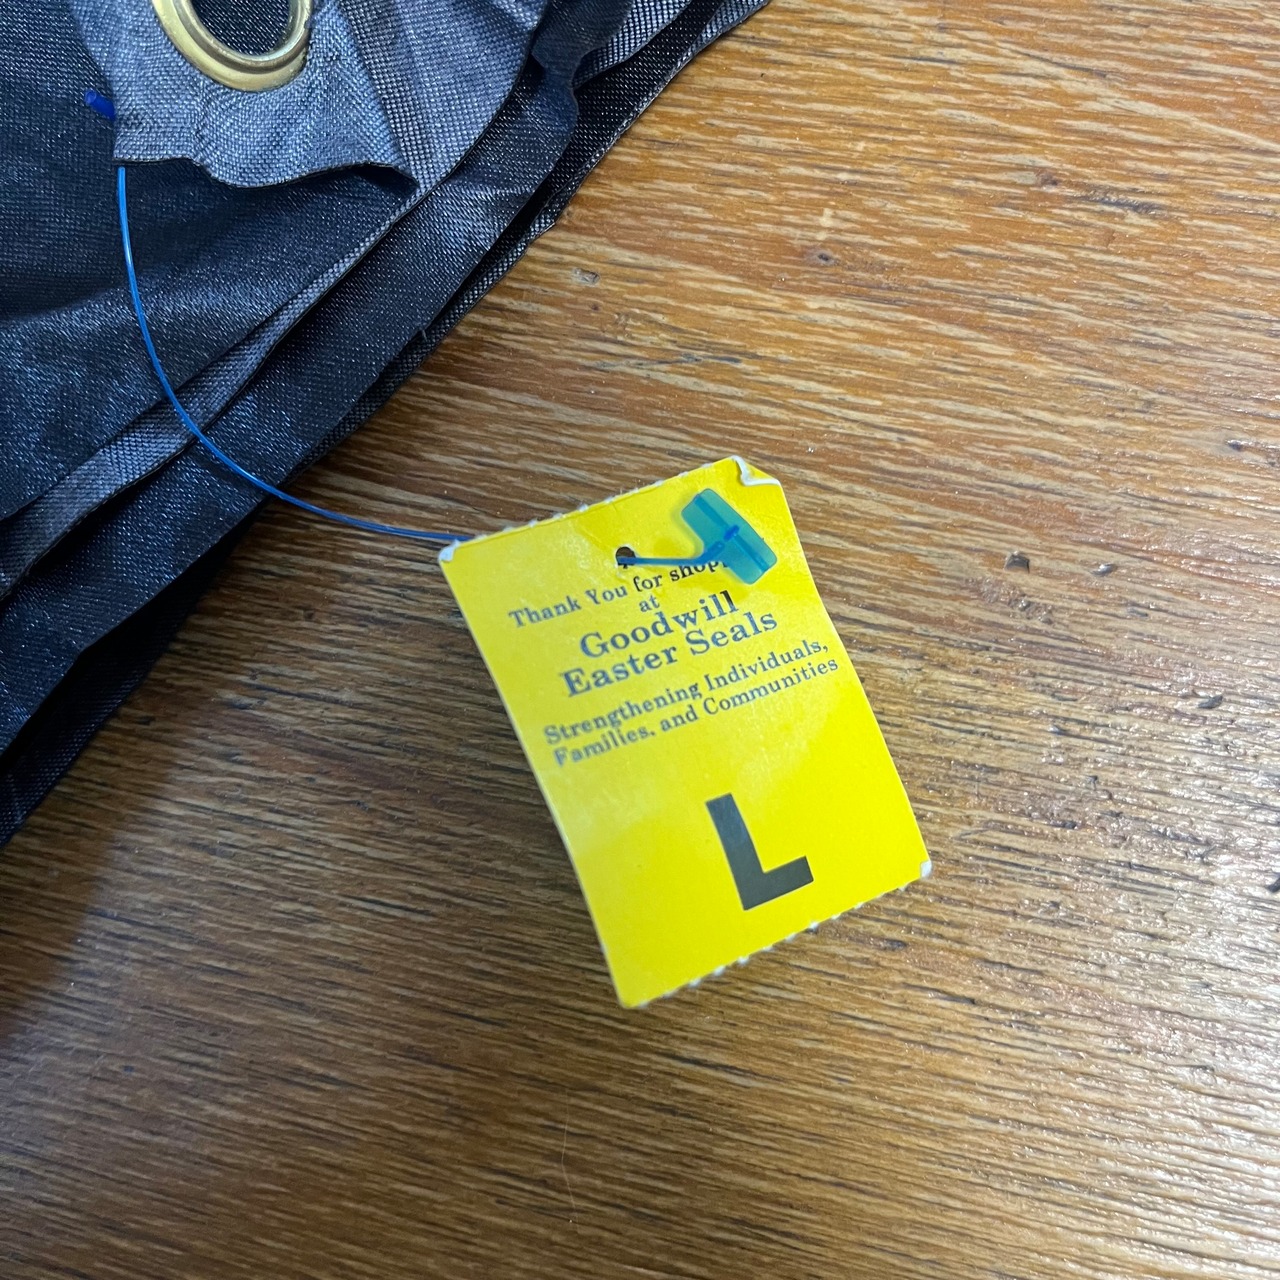 Thank You for shop
at
Goodwill
Easter Seals
Strengthening Individuals,
Families, and Communities
L